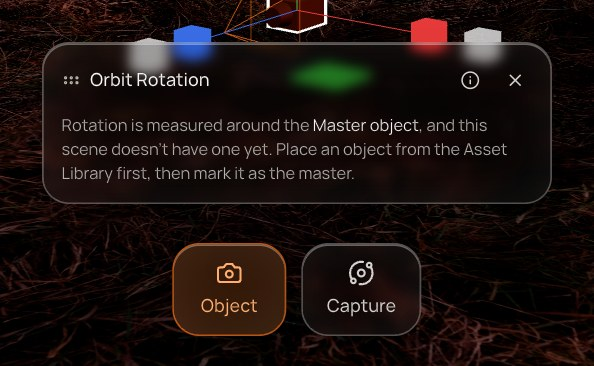 Orbit Rotation
Rotation is measured around the Master object, and this
scene doesn't have one yet. Place an object from the Asset
Library first, then mark it as the master.
Object
Capture